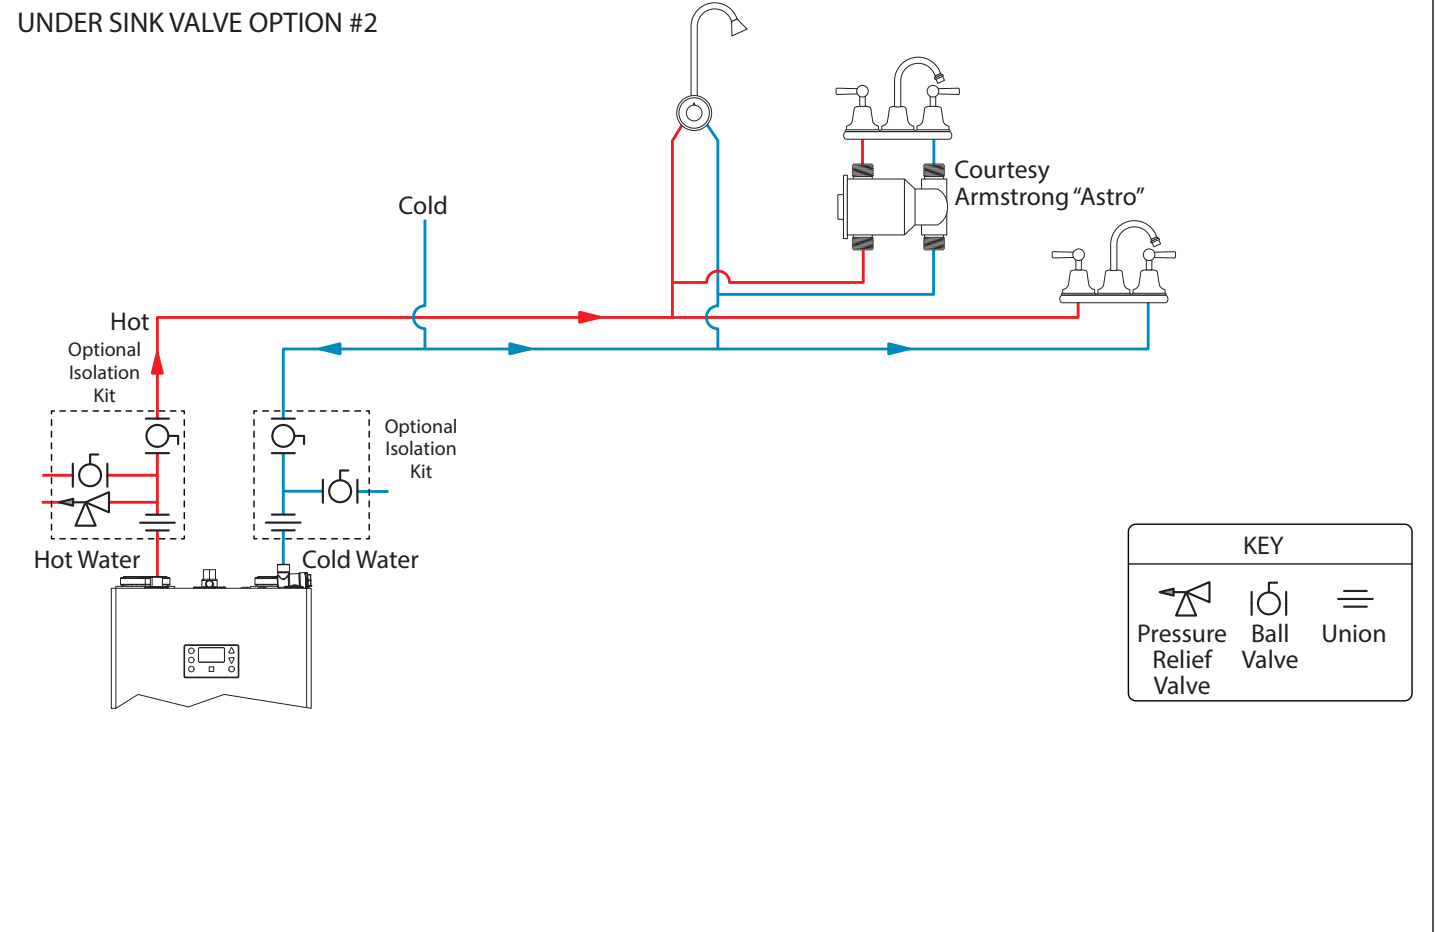 UNDER SINK VALVE OPTION #2
Courtesy
Armstrong “Astro”
Cold
Hot
Optional
Isolation
Kit
Optional
Isolation
Kit
Hot Water
Cold Water
KEY
Pressure
Relief
Valve
Ball
Valve
Union